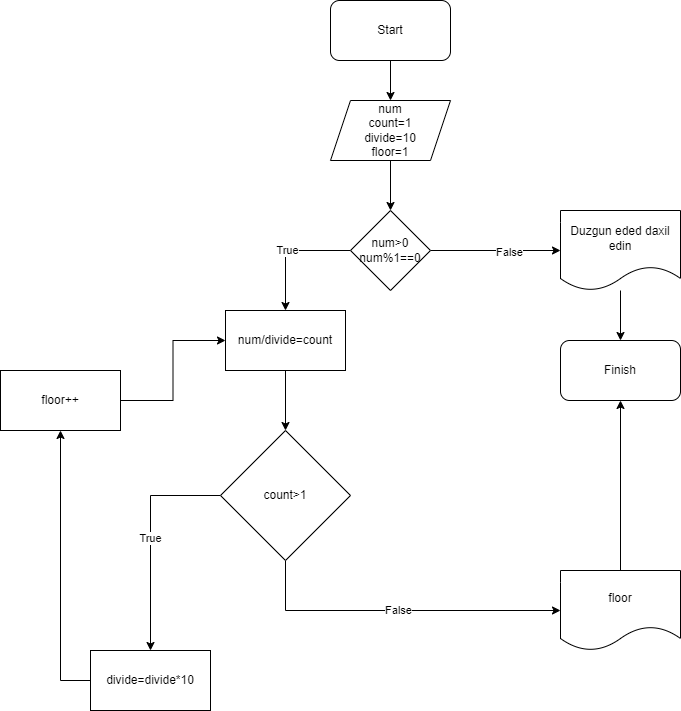 Start
num
count=1
divide=10
floor=1
num>0
num%1==0
True
False
Duzgun eded daxil
edin
num/divide=count
Finish
floor++
count>1
True
False
floor
divide=divide*10